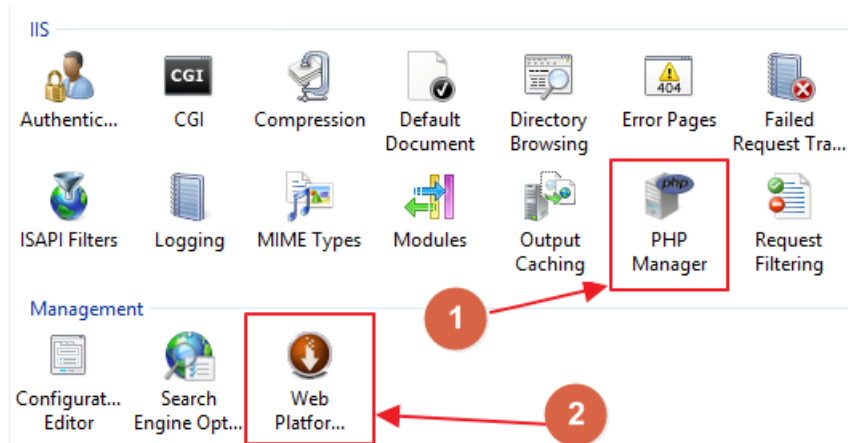 IIS
CGI
404
Authentic... CGI Compression Default Directory Error Pages Failed
Document Browsing Request Tra...
php
ISAPI Filters Logging MIME Types Modules Output PHP Request
Caching Manager Filtering
Management
1
Configurat... Search Web
Editor Engine Opt... Platfor...
2